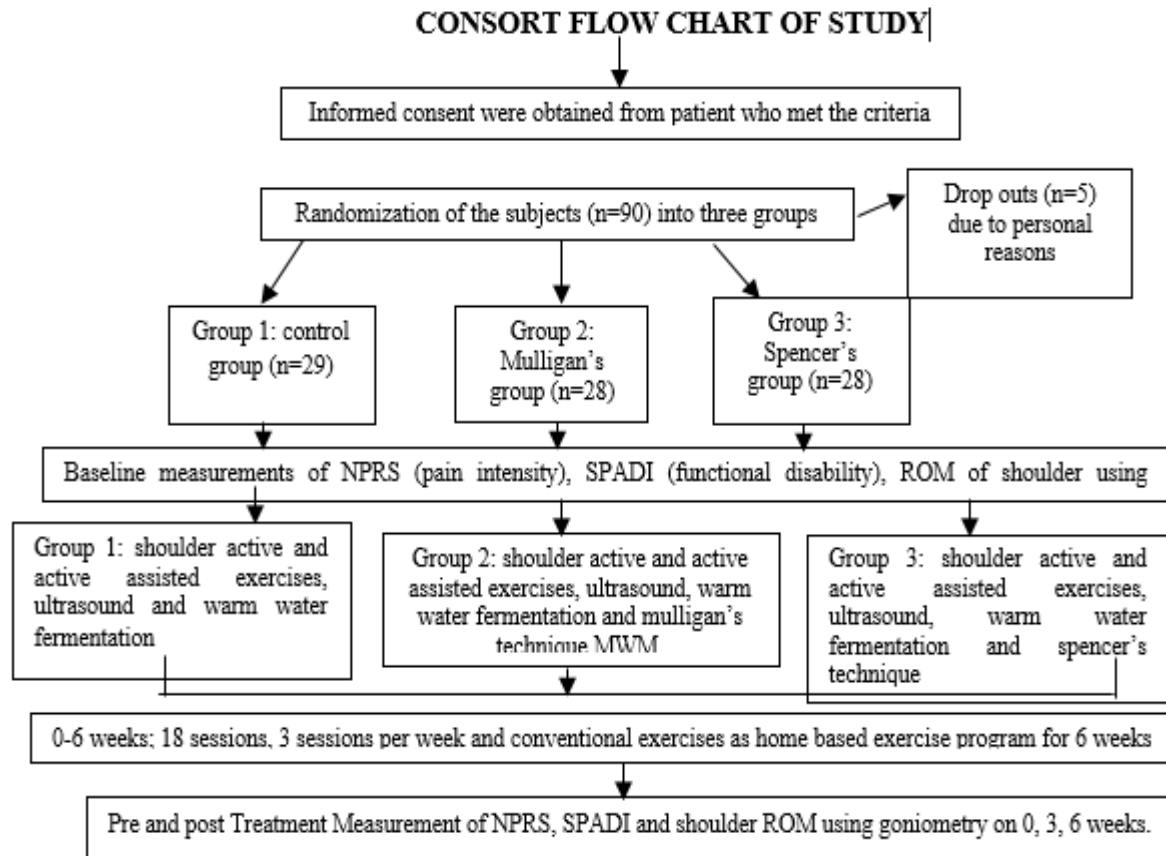 CONSORT FLOW CHART OF STUDY
Informed consent were obtained from patient who met the criteria
Randomization of the subjects (n=90) into three groups
Drop outs (n=5)
due to personal
reasons
Group 1: control
group (n=29)
Group 2:
Mulligan's
group (n=28)
Group 3:
Spencer's
group (n=28)
Baseline measurements of NPRS (pain intensity), SPADI (functional disability), ROM of shoulder using
Group 1: shoulder active and
active assisted exercises,
ultrasound and warm water
fermentation
Group 2: shoulder active and active
assisted exercises, ultrasound, warm
water fermentation and mulligan's
technique MWM
Group 3: shoulder active and
active assisted exercises,
ultrasound, warm water
fermentation and spencer's
technique
0-6 weeks; 18 sessions, 3 sessions per week and conventional exercises as home based exercise program for 6 weeks
Pre and post Treatment Measurement of NPRS, SPADI and shoulder ROM using goniometry on 0, 3, 6 weeks.